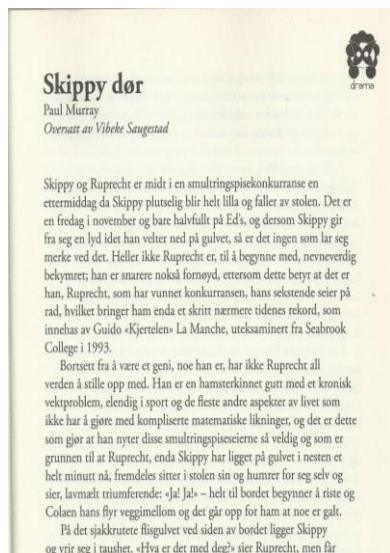 drama
Skippy dør
Paul Murray
Oversatt av Vibeke Saugestad
Skippy og Ruprecht er midt i en smultringspisekonkurranse en
ettermiddag da Skippy plutselig blir helt lilla og faller av stolen. Det er
en fredag i november og bare halvfullt på Ed's, og dersom Skippy gir
fra seg en lyd idet han velter ned på gulvet, så er det ingen som lar seg
merke ved det. Heller ikke Ruprecht er, til å begynne med, nevneverdig
bekymret; han er snarere nokså fornøyd, ettersom dette betyr at det er
han, Ruprecht, som har vunnet konkurransen, hans sekstende seier på
rad, hvilket bringer ham enda et skritt nærmere tidenes rekord, som
innehas av Guido «Kjertelen» La Manche, uteksaminert fra Seabrook
College i 1993.
Bortsett fra å være et geni, noe han er, har ikke Ruprecht all
verden å stille opp med. Han er en hamsterkinnet gutt med et kronisk
vektproblem, elendig i sport og de fleste andre aspekter av livet som
ikke har å gjøre med kompliserte matematiske likninger, og det er dette
som gjør at han nyter disse smultringspiseseierne så veldig og som er
grunnen til at Ruprecht, enda Skippy har ligget på gulvet i nesten et
helt minutt nå, fremdeles sitter i stolen sin og humrer for seg selv og
sier, lavmælt triumferende: «Ja! Ja!» – helt til bordet begynner å riste og
Colaen hans flyr veggimellom og det går opp for ham at noe er galt.
På det sjakkrutete flisgulvet ved siden av bordet ligger Skippy
og vrir seg i taushet. «Hva er det med deg?» sier Ruprecht, men får